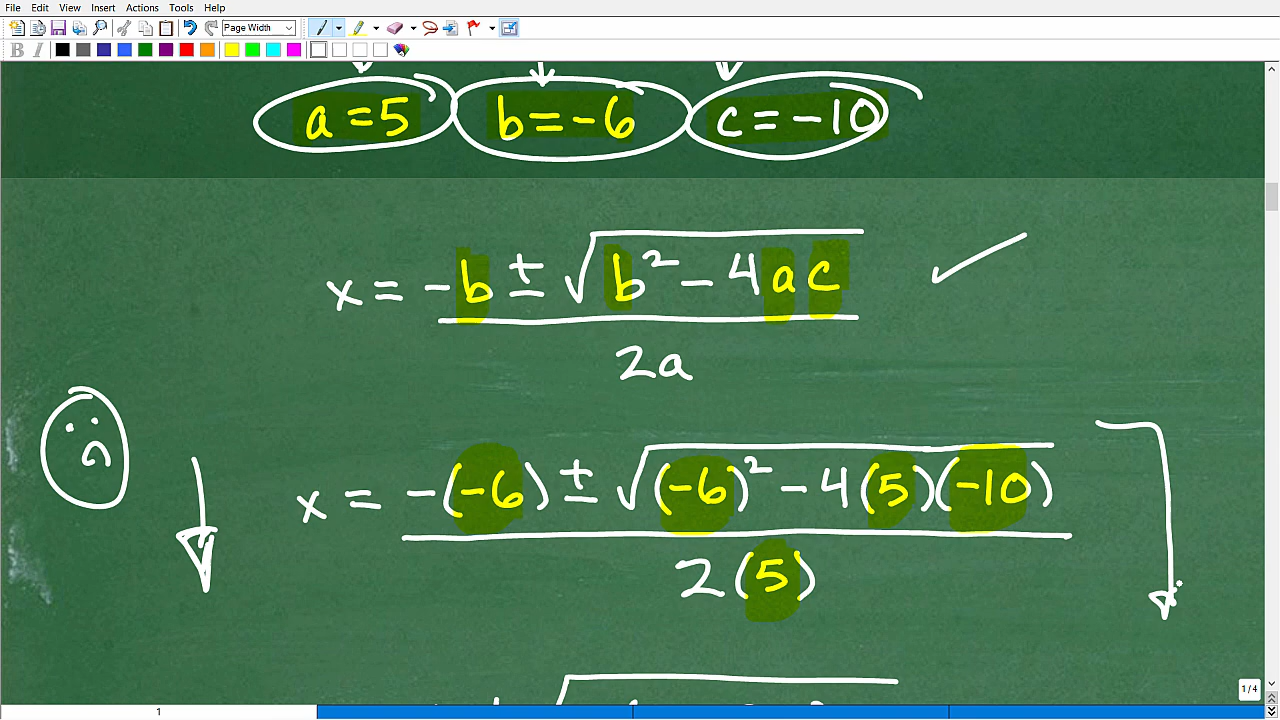 File Edit View Insert Actions Tools Help
Page Width
B I
a = 5 b = -6 c = -10
x = -b ± √b² - 4ac
2a
x = -(-6) ± √(-6)² - 4(5)(-10)
2(5)
1/4
1